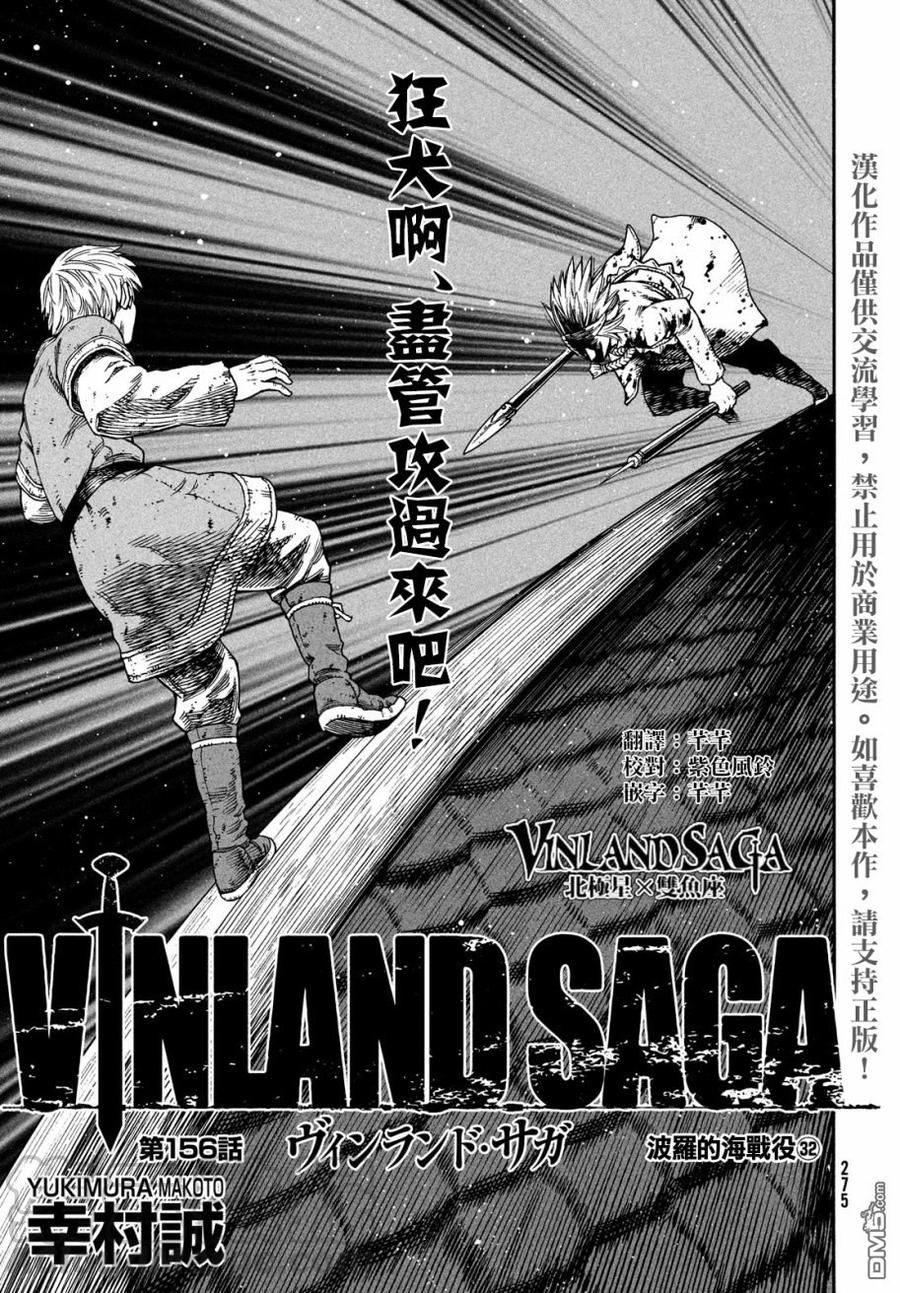 狂犬啊、盡管攻過來吧！
漢化作品僅供交流學習，禁止用於商業用途。如喜歡本作，請支持正版！
翻譯：芊芊
校對：紫色風鈴
嵌字：芊芊
VINLAND SAGA
北極星×雙魚座
VINLAND SAGA
第156話
ヴィンランド・サガ
波羅的海戰役㉜
YUKIMURA MAKOTO
幸村誠
275
DM5.com